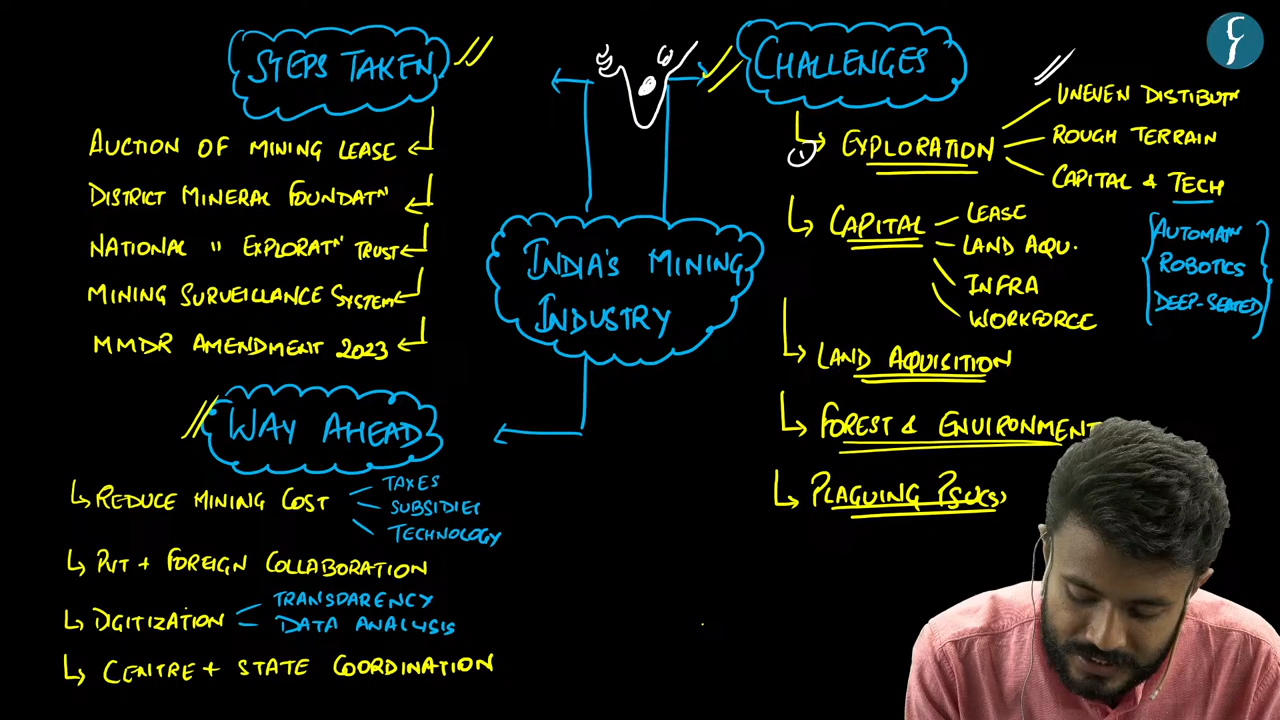 STEPS TAKEN
AUCTION OF MINING LEASE
DISTRICT MINERAL FOUNDATN
NATIONAL " EXPLORATN TRUST
MINING SURVEILLANCE SYSTEM
MMDR AMENDMENT 2023
INDIA'S MINING
INDUSTRY
CHALLENGES
1
EXPLORATION
UNEVEN DISTIBUTN
ROUGH TERRAIN
CAPITAL & TECH
AUTOMATN
ROBOTICS
DEEP-SEATED
CAPITAL
LEASE
LAND AQU.
INFRA
WORKFORCE
LAND AQUISITION
FOREST & ENVIRONMENT
PLAGUING PSUs
WAY AHEAD
REDUCE MINING COST
TAXES
SUBSIDIES
TECHNOLOGY
PVT + FOREIGN COLLABORATION
DIGITIZATION
TRANSPARENCY
DATA ANALYSIS
CENTRE + STATE COORDINATION